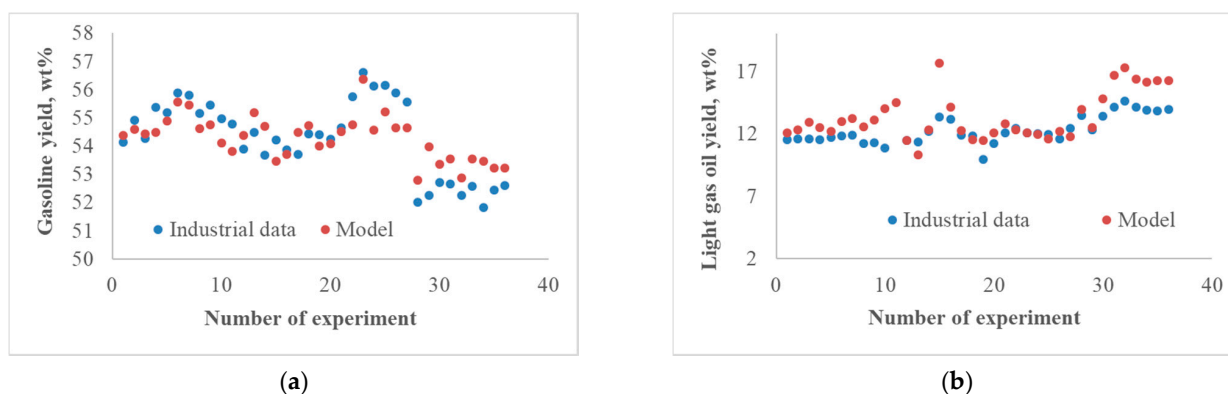 58
57
56
55
54
53
52
51
50
Gasoline yield, wt%
Industrial data Model
0 10 20 30 40
Number of experiment
(a)
17
12
7
2
Light gas oil yield, wt%
Industrial data Model
0 10 20 30 40
Number of experiment
(b)